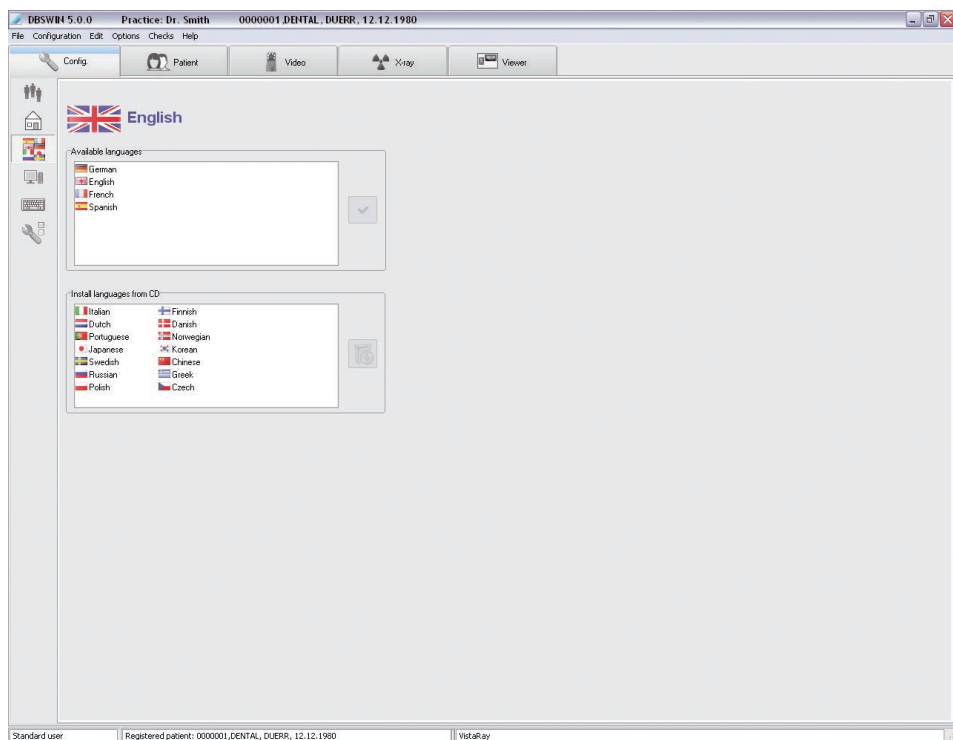 DBSWIN 5.0.0 Practice: Dr. Smith 0000001,DENTAL, DUERR, 12.12.1980
File Configuration Edit Options Checks Help
Config. Patient Video X-ray Viewer
English
Available languages
German
English
French
Spanish
Install languages from CD
Italian Finnish
Dutch Danish
Portuguese Norwegian
Japanese Korean
Swedish Chinese
Russian Greek
Polish Czech
Standard user Registered patient: 0000001,DENTAL, DUERR, 12.12.1980 VistaRay